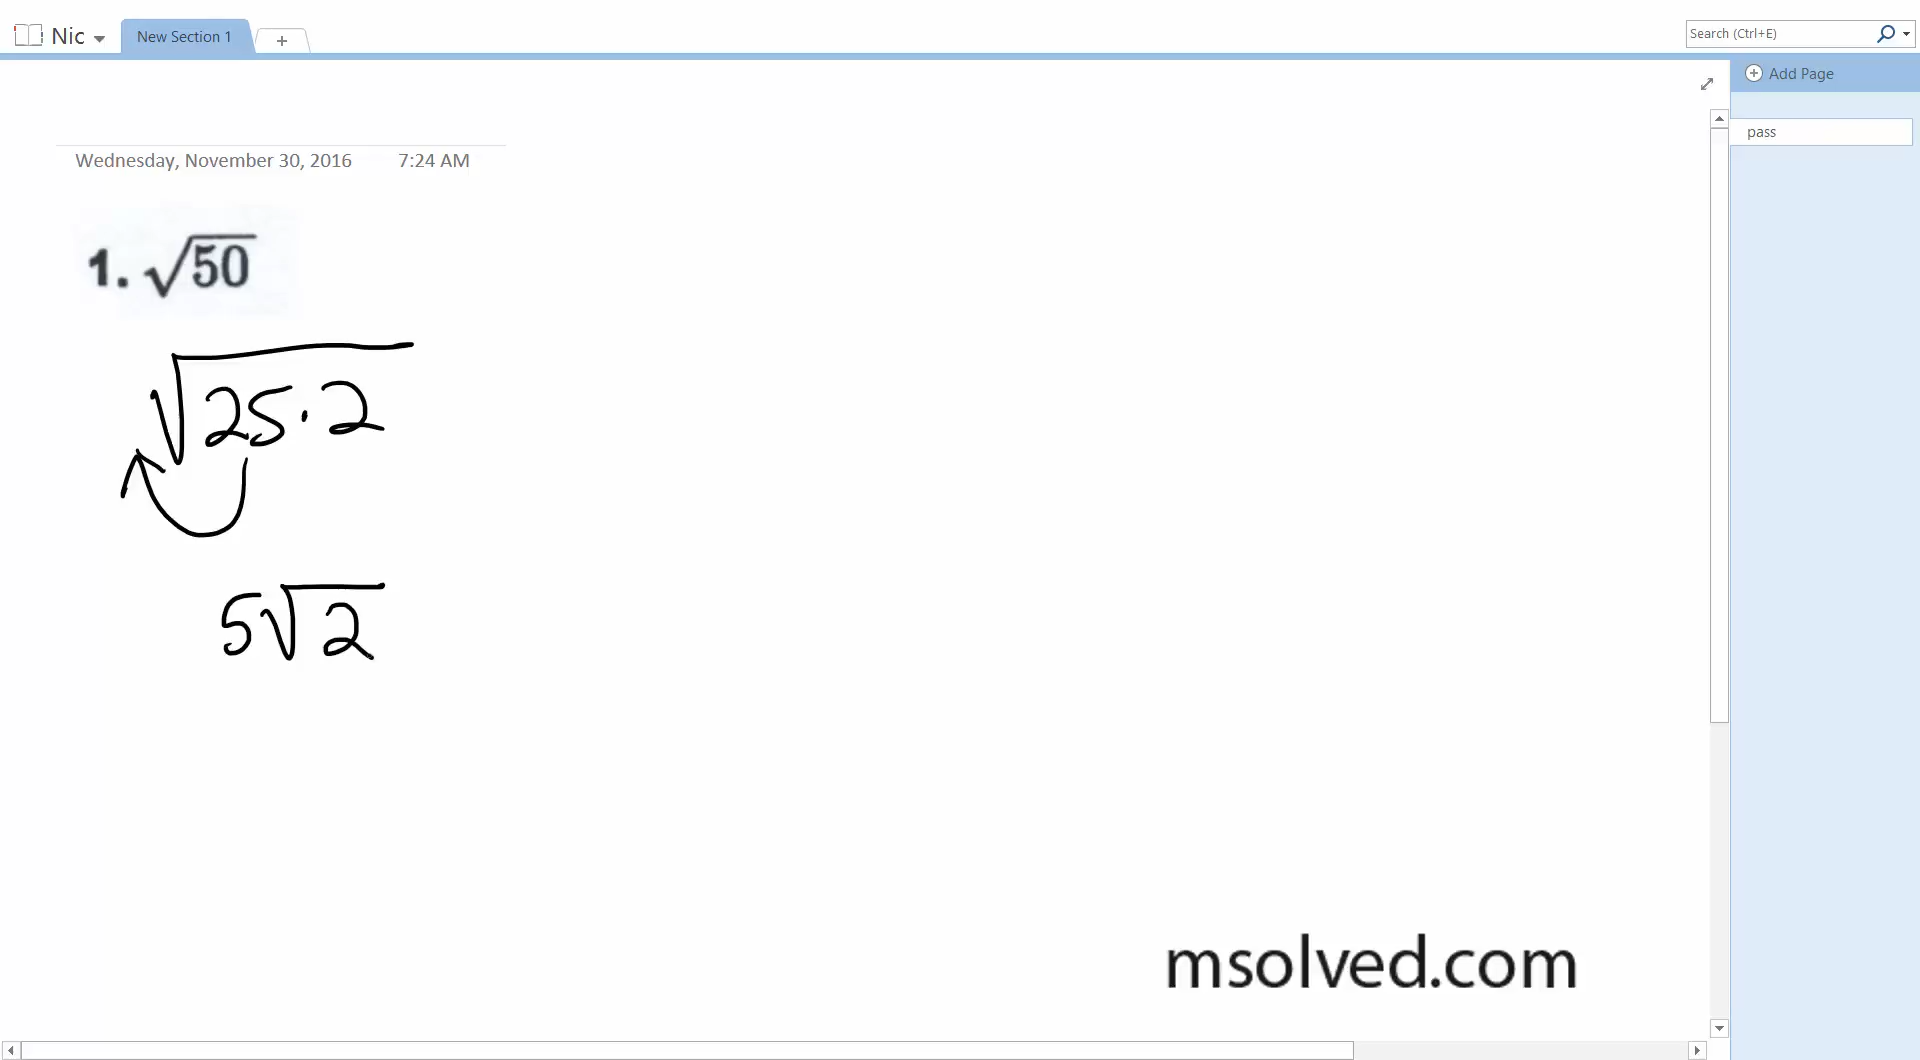 Nic
New Section 1
+
Search (Ctrl+E)
Add Page
pass
Wednesday, November 30, 2016 7:24 AM
1. √50
√25·2
5√2
msolved.com